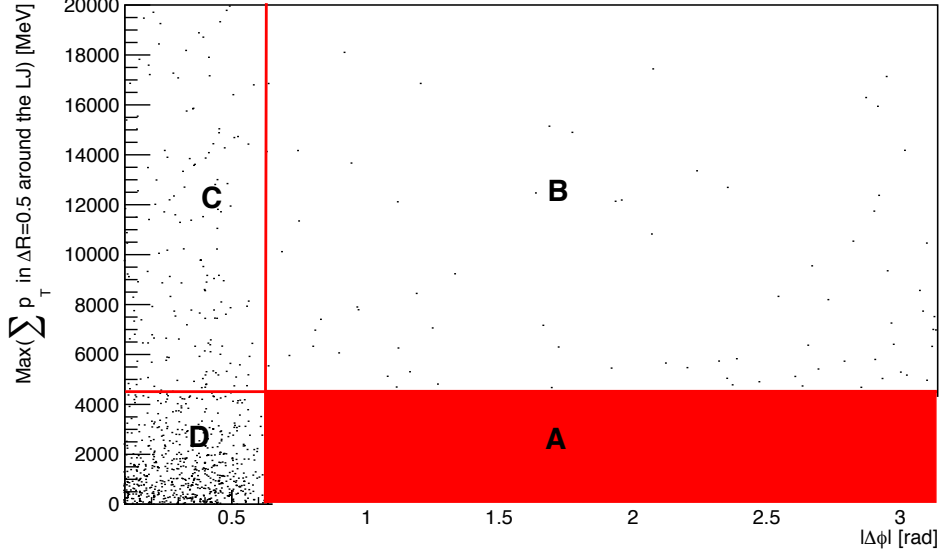 Max(∑ p_T in ΔR=0.5 around the LJ) [MeV]
20000
18000
16000
14000
12000
10000
8000
6000
4000
2000
0
C
B
D
A
0.5 1 1.5 2 2.5 3
|Δϕ| [rad]